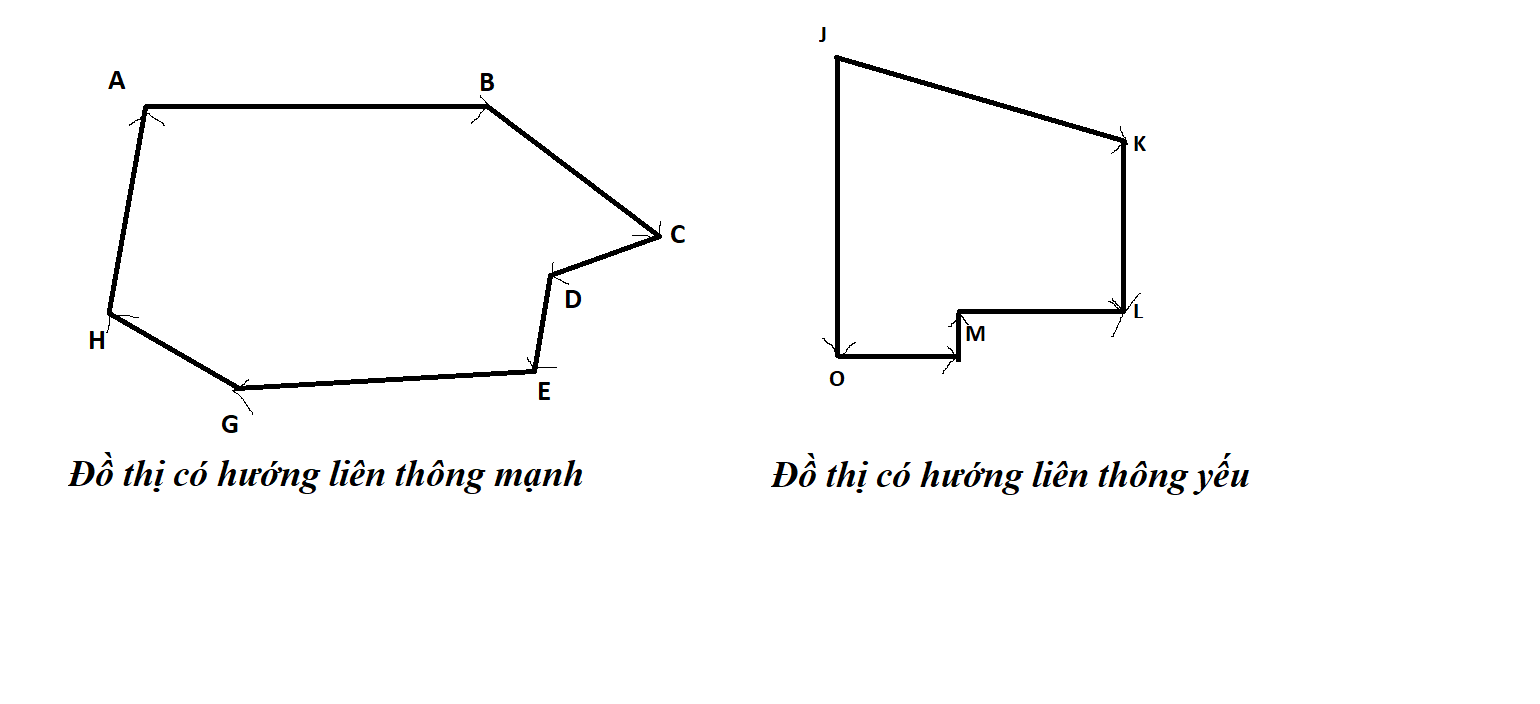 A
B
C
D
E
G
H
Đồ thị có hướng liên thông mạnh
J
K
L
M
O
Đồ thị có hướng liên thông yếu